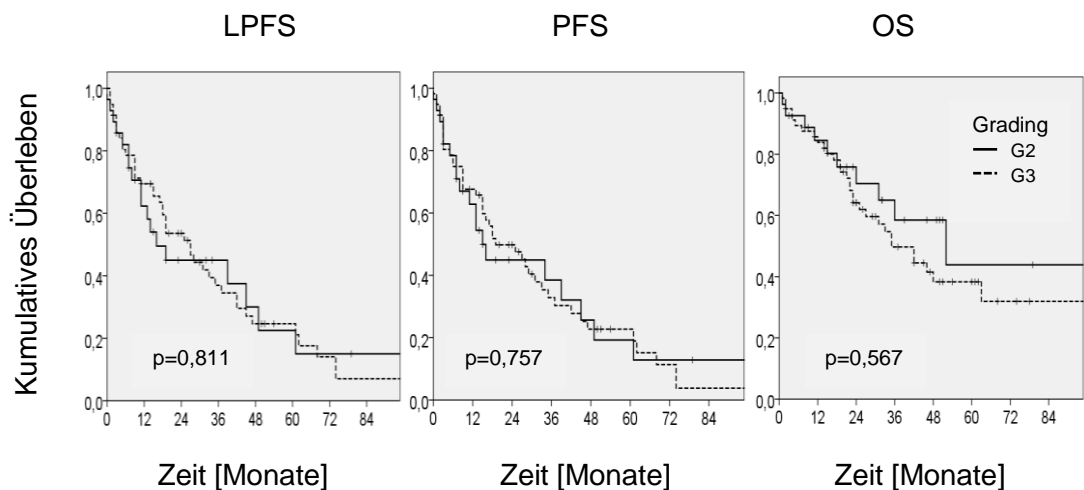 LPFS PFS OS
Kumulatives Überleben
1,0
0,8
0,6
0,4
0,2
0,0
p=0,811
0 12 24 36 48 60 72 84
Zeit [Monate]
1,0
0,8
0,6
0,4
0,2
0,0
p=0,757
0 12 24 36 48 60 72 84
Zeit [Monate]
1,0
0,8
0,6
0,4
0,2
0,0
Grading
G2
G3
p=0,567
0 12 24 36 48 60 72 84
Zeit [Monate]